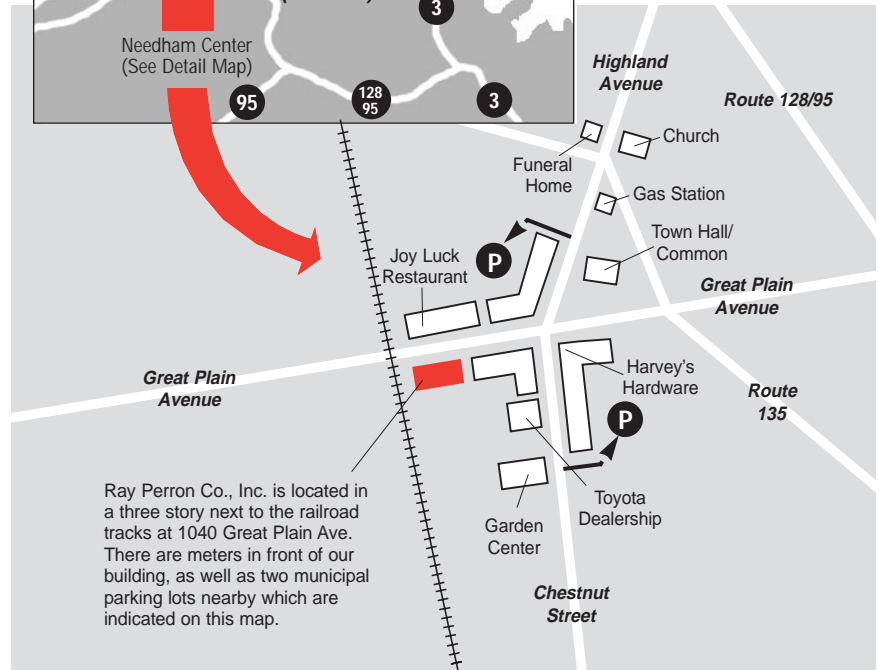 3
Needham Center
(See Detail Map)
95
128
95
3
Highland
Avenue
Route 128/95
Church
Funeral
Home
Gas Station
Town Hall/
Common
P
Joy Luck
Restaurant
Great Plain
Avenue
Great Plain
Avenue
Harvey's
Hardware
Route
135
P
Ray Perron Co., Inc. is located in
a three story next to the railroad
tracks at 1040 Great Plain Ave.
There are meters in front of our
building, as well as two municipal
parking lots nearby which are
indicated on this map.
Toyota
Dealership
Garden
Center
Chestnut
Street